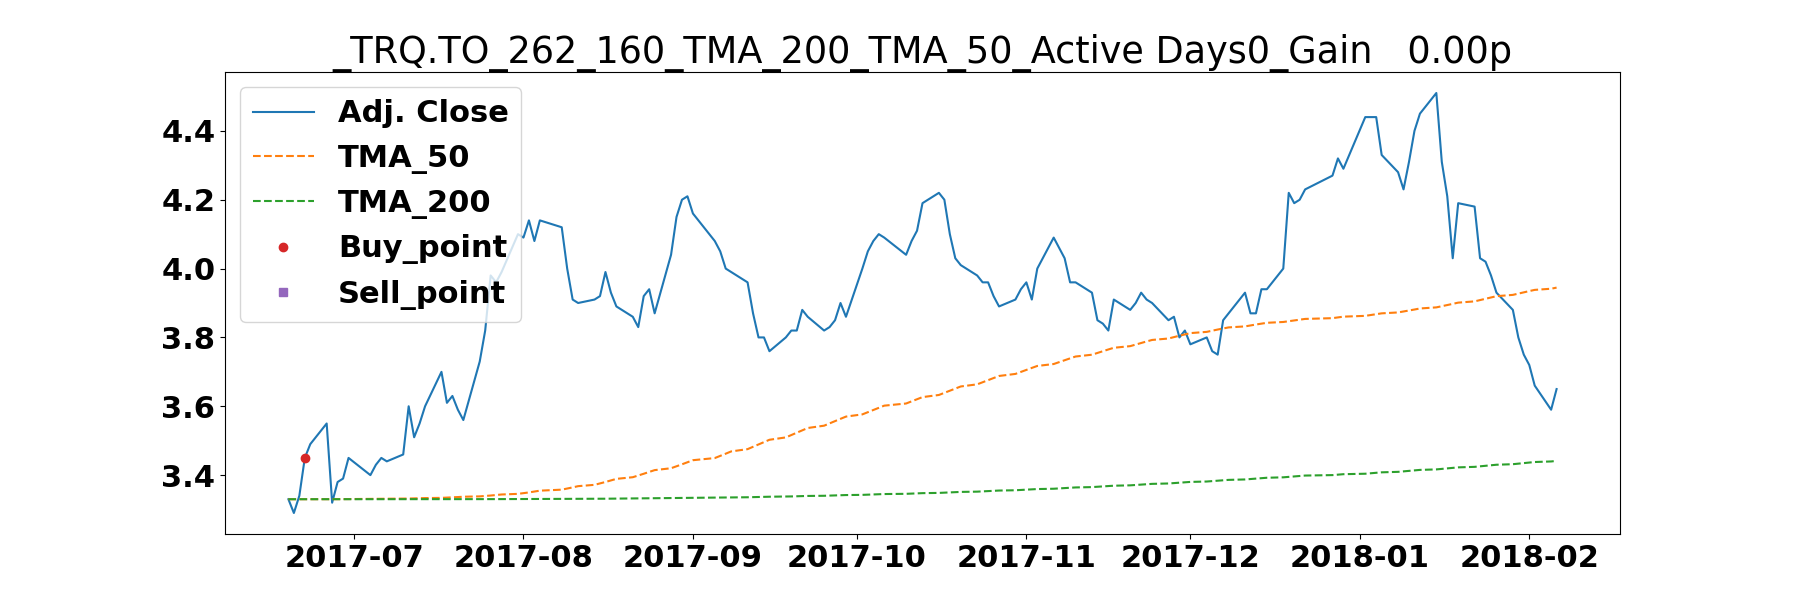 _TRQ.TO_262_160_TMA_200_TMA_50_Active Days0_Gain   0.00p
Adj. Close
TMA_50
TMA_200
Buy_point
Sell_point
4.4
4.2
4.0
3.8
3.6
3.4
2017-07 2017-08 2017-09 2017-10 2017-11 2017-12 2018-01 2018-02